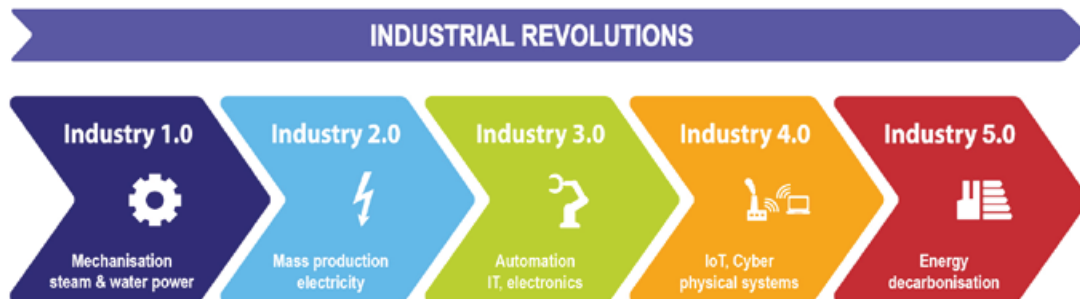 INDUSTRIAL REVOLUTIONS
Industry 1.0
Mechanisation
steam & water power
Industry 2.0
Mass production
electricity
Industry 3.0
Automation
IT, electronics
Industry 4.0
IoT, Cyber
physical systems
Industry 5.0
Energy
decarbonisation